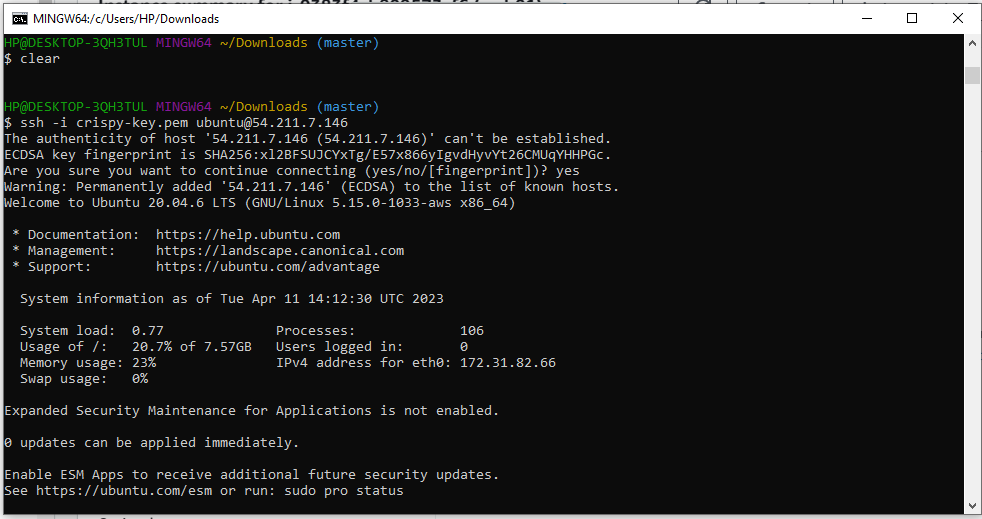 MINGW64:/c/Users/HP/Downloads
HP@DESKTOP-3QH3TUL MINGW64 ~/Downloads (master)
$ clear
HP@DESKTOP-3QH3TUL MINGW64 ~/Downloads (master)
$ ssh -i crispy-key.pem ubuntu@54.211.7.146
The authenticity of host '54.211.7.146 (54.211.7.146)' can't be established.
ECDSA key fingerprint is SHA256:xl2BFSUJCYxTg/E57x866yIgvdHyvYt26CMUqYHHPGc.
Are you sure you want to continue connecting (yes/no/[fingerprint])? yes
Warning: Permanently added '54.211.7.146' (ECDSA) to the list of known hosts.
Welcome to Ubuntu 20.04.6 LTS (GNU/Linux 5.15.0-1033-aws x86_64)
* Documentation:  https://help.ubuntu.com
* Management:     https://landscape.canonical.com
* Support:        https://ubuntu.com/advantage
System information as of Tue Apr 11 14:12:30 UTC 2023
System load:  0.77              Processes:             106
Usage of /:   20.7% of 7.57GB   Users logged in:       0
Memory usage: 23%               IPv4 address for eth0: 172.31.82.66
Swap usage:   0%
Expanded Security Maintenance for Applications is not enabled.
0 updates can be applied immediately.
Enable ESM Apps to receive additional future security updates.
See https://ubuntu.com/esm or run: sudo pro status